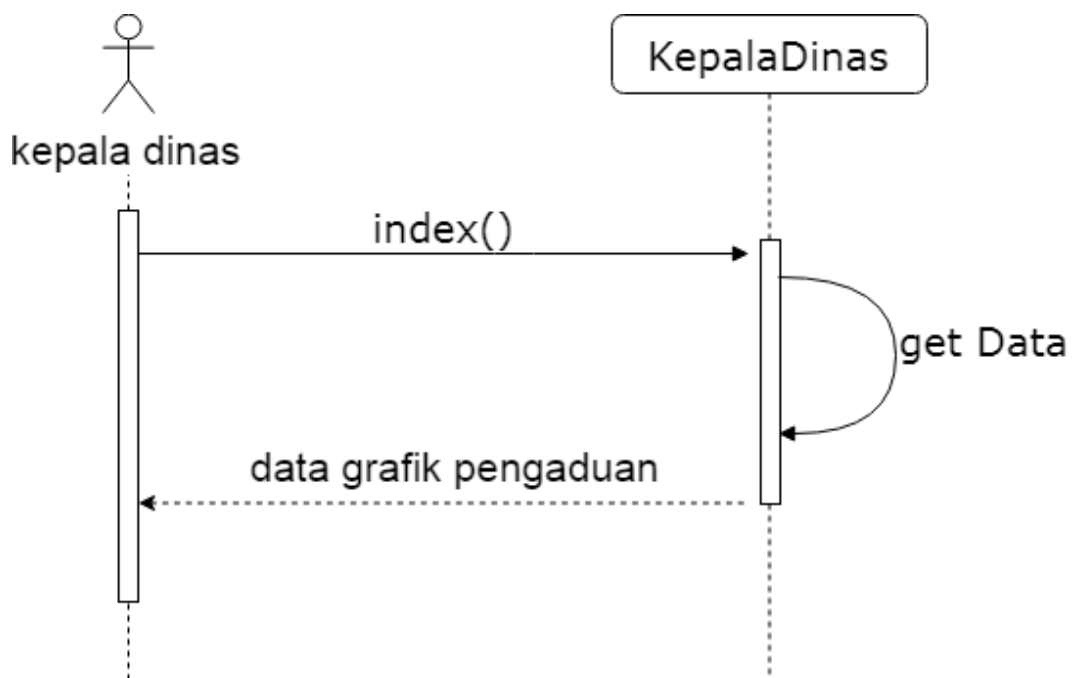 kepala dinas
KepalaDinas
index()
get Data
data grafik pengaduan